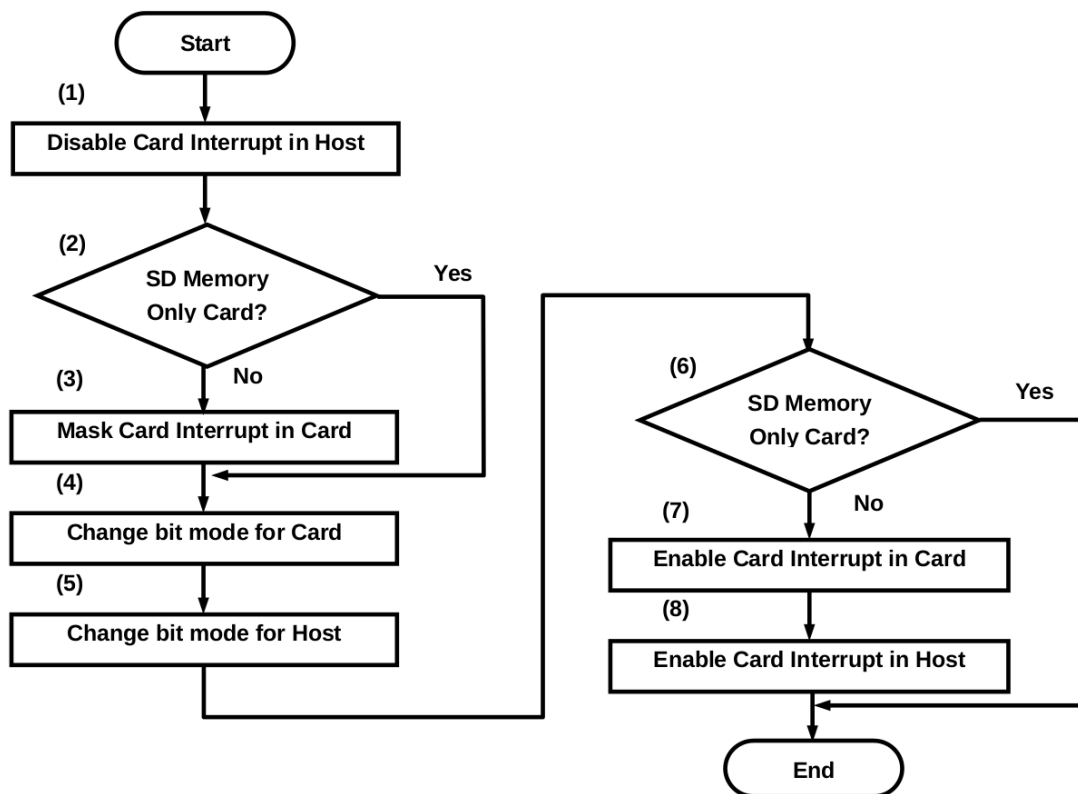 Start
(1)
Disable Card Interrupt in Host
(2)
SD Memory
Only Card?
Yes
No
(3)
Mask Card Interrupt in Card
(4)
Change bit mode for Card
(5)
Change bit mode for Host
(6)
SD Memory
Only Card?
Yes
No
(7)
Enable Card Interrupt in Card
(8)
Enable Card Interrupt in Host
End